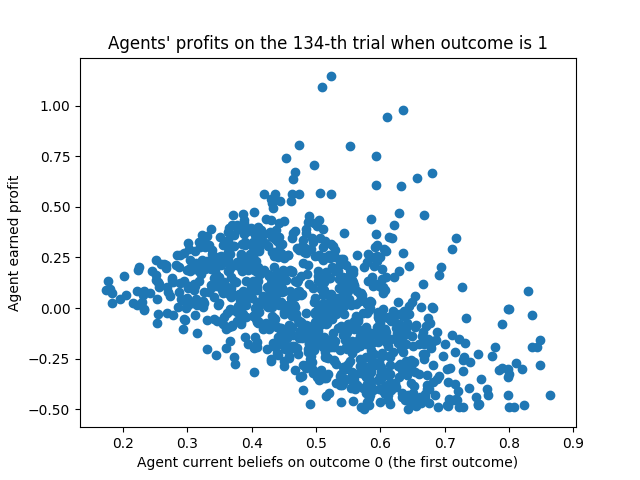 Agents' profits on the 134-th trial when outcome is 1
1.00
0.75
0.50
0.25
0.00
−0.25
−0.50
Agent earned profit
0.2 0.3 0.4 0.5 0.6 0.7 0.8 0.9
Agent current beliefs on outcome 0 (the first outcome)